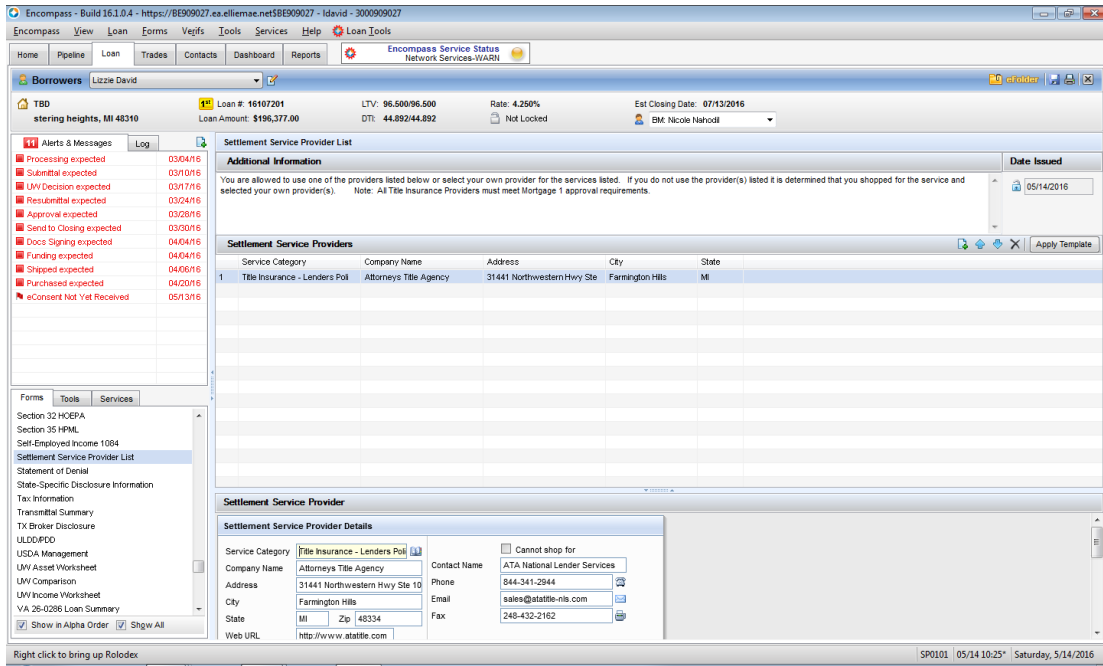 Encompass - Build 16.1.0.4 - https://BE909027.ea.elliemae.net$BE909027 - ldavid - 3000909027
Encompass View Loan Forms Verifs Tools Services Help Loan Tools
Home Pipeline Loan Trades Contacts Dashboard Reports Encompass Service Status
Network Services-WARN
Borrowers Lizzie David eFolder
TBD 1st Loan #: 16107201 LTV: 96.500/96.500 Rate: 4.250% Est Closing Date: 07/13/2016
stering heights, MI 48310 Loan Amount: $196,377.00 DTI: 44.892/44.892 Not Locked BM: Nicole Nahodil
11 Alerts & Messages Log
Processing expected 03/04/16
Submittal expected 03/10/16
UW Decision expected 03/17/16
Resubmittal expected 03/24/16
Approval expected 03/28/16
Send to Closing expected 03/30/16
Docs Signing expected 04/04/16
Funding expected 04/04/16
Shipped expected 04/06/16
Purchased expected 04/20/16
eConsent Not Yet Received 05/13/16
Forms Tools Services
Section 32 HOEPA
Section 35 HPML
Self-Employed Income 1084
Settlement Service Provider List
Statement of Denial
State-Specific Disclosure Information
Tax Information
Transmittal Summary
TX Broker Disclosure
ULDD/PDD
USDA Management
UW Asset Worksheet
UW Comparison
UW Income Worksheet
VA 26-0286 Loan Summary
Show in Alpha Order Show All
Settlement Service Provider List
Additional Information Date Issued
You are allowed to use one of the providers listed below or select your own provider for the services listed. If you do not use the provider(s) listed it is determined that you shopped for the service and
selected your own provider(s). Note: All Title Insurance Providers must meet Mortgage 1 approval requirements.
05/14/2016
Settlement Service Providers Apply Template
Service Category Company Name Address City State
1 Title Insurance - Lenders Poli Attorneys Title Agency 31441 Northwestern Hwy Ste Farmington Hills MI
Settlement Service Provider
Settlement Service Provider Details
Service Category Title Insurance - Lenders Poli Cannot shop for
Company Name Attorneys Title Agency Contact Name ATA National Lender Services
Address 31441 Northwestern Hwy Ste 10 Phone 844-341-2944
City Farmington Hills Email sales@atatitle-nls.com
State MI Zip 48334 Fax 248-432-2162
Web URL http://www.atatitle.com
Right click to bring up Rolodex SP0101 05/14 10:25* Saturday, 5/14/2016